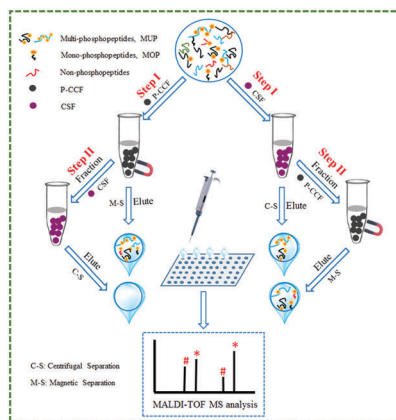 Multi-phosphopeptides, MUP
Mono-phosphopeptides, MOP
Non-phosphopeptides
P-CCF
CSF
Step I
P-CCF
Step I
CSF
Step II
Fraction
CSF
M-S
Elute
Elute
C-S
C-S
Elute
Step II
Fraction
P-CCF
Elute
M-S
C-S: Centrifugal Separation
M-S: Magnetic Separation
# * # *
MALDI-TOF MS analysis